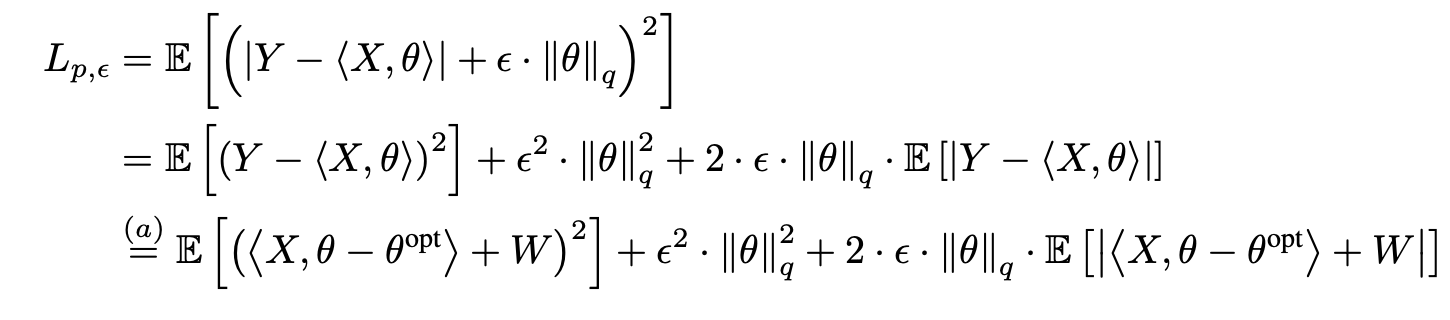 $L_{p,\epsilon} = \mathbb{E}\left[\left(|Y - \langle X, \theta\rangle| + \epsilon \cdot \|\theta\|_q\right)^2\right]$
$= \mathbb{E}\left[(Y - \langle X, \theta\rangle)^2\right] + \epsilon^2 \cdot \|\theta\|_q^2 + 2 \cdot \epsilon \cdot \|\theta\|_q \cdot \mathbb{E}\left[|Y - \langle X, \theta\rangle|\right]$
$\stackrel{(a)}{=} \mathbb{E}\left[\left(\langle X, \theta - \theta^{\text{opt}}\rangle + W\right)^2\right] + \epsilon^2 \cdot \|\theta\|_q^2 + 2 \cdot \epsilon \cdot \|\theta\|_q \cdot \mathbb{E}\left[\left|\langle X, \theta - \theta^{\text{opt}}\rangle + W\right|\right]$